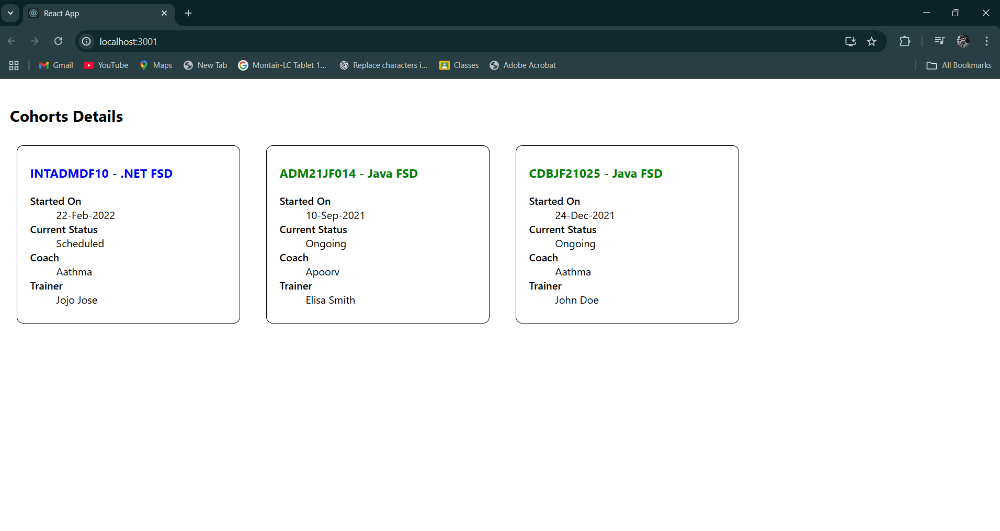 React App
localhost:3001
Gmail YouTube Maps New Tab Montair-LC Tablet 1... Replace characters i... Classes Adobe Acrobat All Bookmarks
Cohorts Details
INTADMDF10 - .NET FSD
Started On
22-Feb-2022
Current Status
Scheduled
Coach
Aathma
Trainer
Jojo Jose
ADM21JF014 - Java FSD
Started On
10-Sep-2021
Current Status
Ongoing
Coach
Apoorv
Trainer
Elisa Smith
CDBJF21025 - Java FSD
Started On
24-Dec-2021
Current Status
Ongoing
Coach
Aathma
Trainer
John Doe